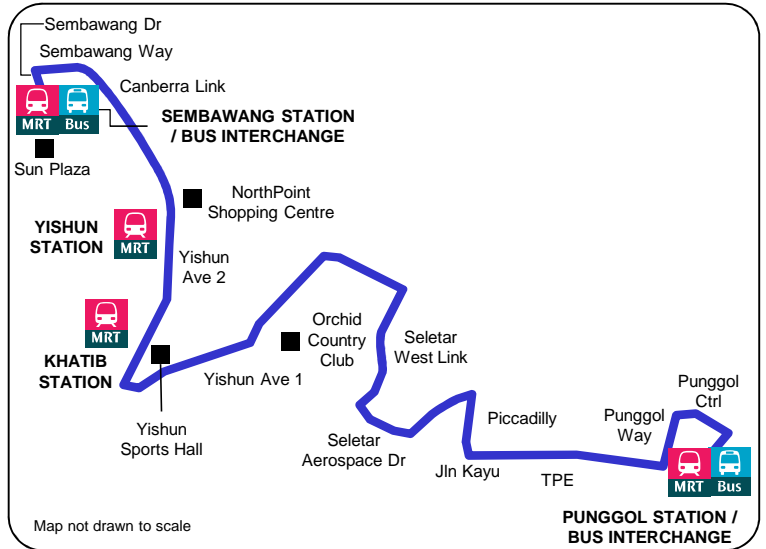 Sembawang Dr
Sembawang Way
Canberra Link
MRT Bus
SEMBAWANG STATION
/ BUS INTERCHANGE
Sun Plaza
NorthPoint
Shopping Centre
YISHUN
STATION
MRT
Yishun
Ave 2
MRT
KHATIB
STATION
Orchid
Country
Club
Seletar
West Link
Yishun Ave 1
Yishun
Sports Hall
Seletar
Aerospace Dr
Piccadilly
Jln Kayu
TPE
Punggol
Way
Punggol
Ctrl
MRT Bus
PUNGGOL STATION /
BUS INTERCHANGE
Map not drawn to scale